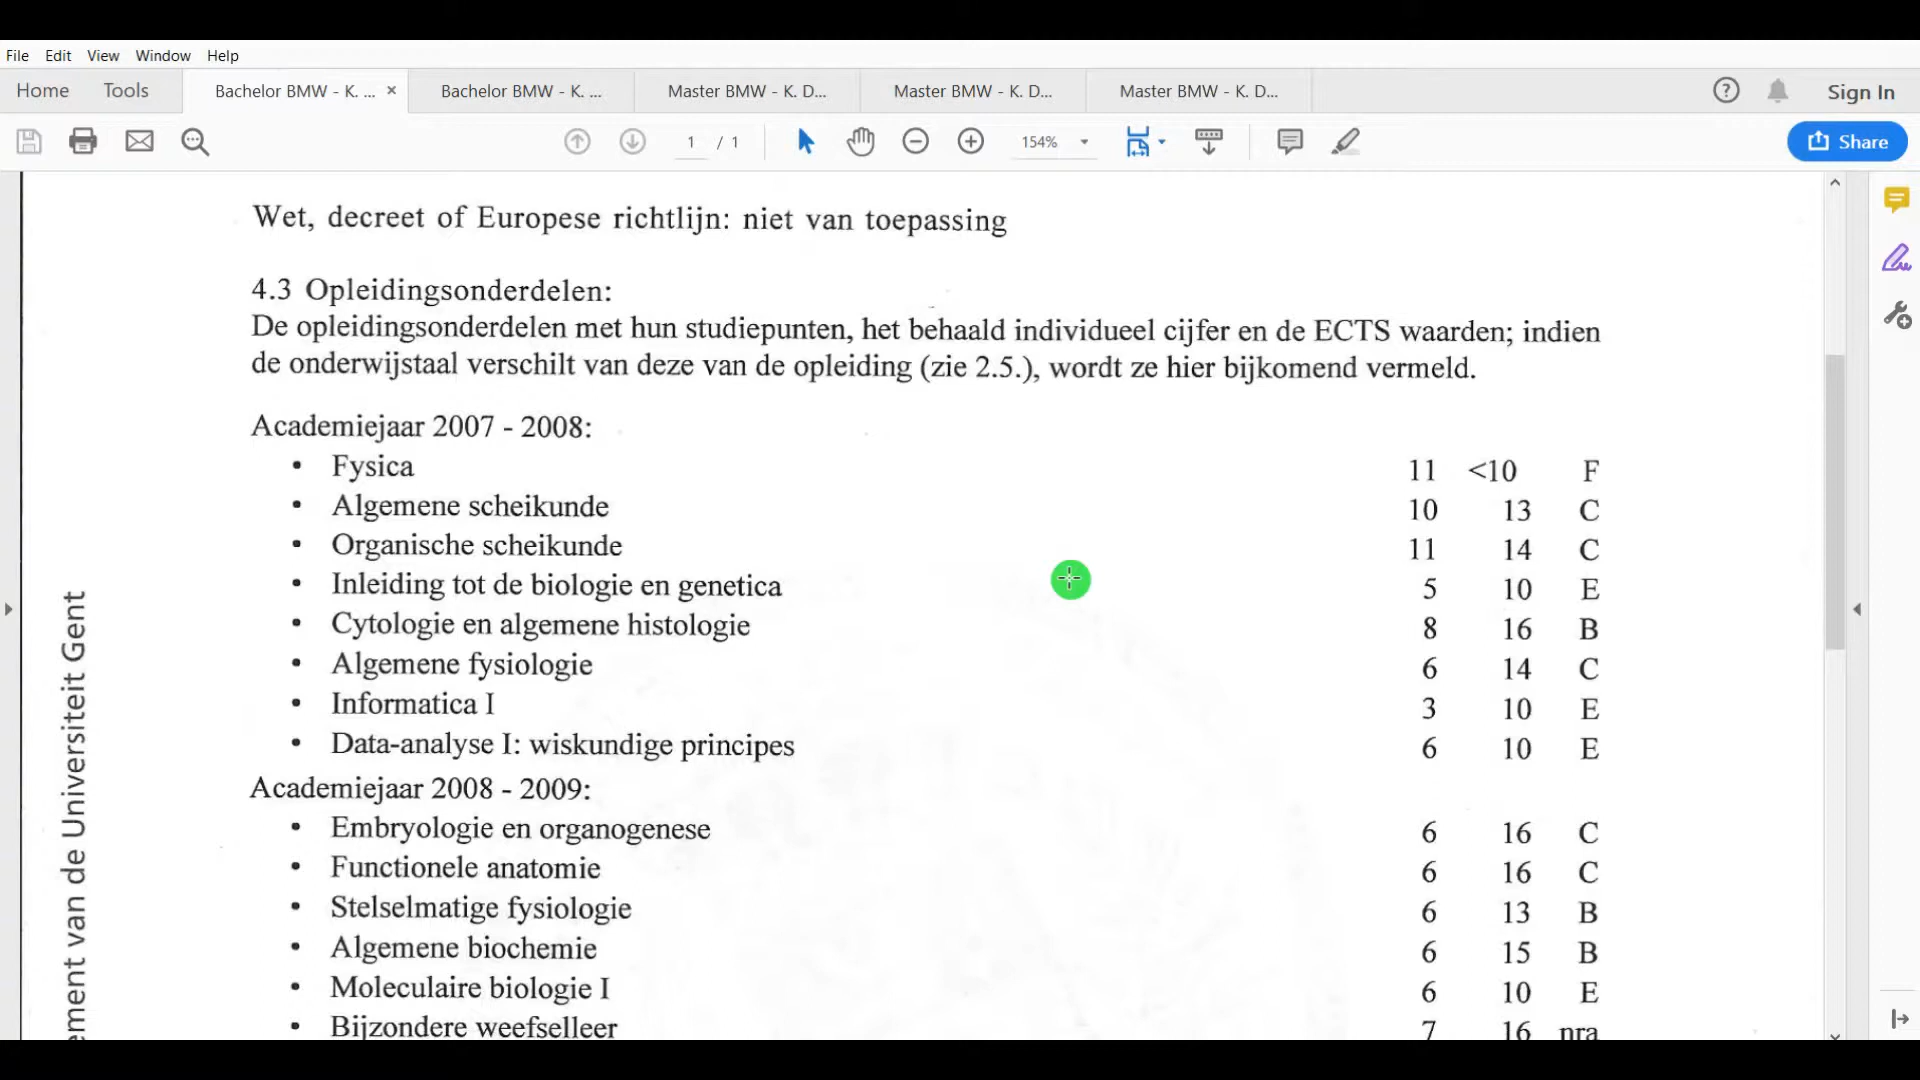 File Edit View Window Help
Home Tools Bachelor BMW - K. ... × Bachelor BMW - K. ... Master BMW - K. D... Master BMW - K. D... Master BMW - K. D... Sign In
1 / 1 154% Share
Wet, decreet of Europese richtlijn: niet van toepassing
4.3 Opleidingsonderdelen:
De opleidingsonderdelen met hun studiepunten, het behaald individueel cijfer en de ECTS waarden; indien
de onderwijstaal verschilt van deze van de opleiding (zie 2.5.), wordt ze hier bijkomend vermeld.
Academiejaar 2007 - 2008:
• Fysica 11 <10 F
• Algemene scheikunde 10 13 C
• Organische scheikunde 11 14 C
• Inleiding tot de biologie en genetica 5 10 E
• Cytologie en algemene histologie 8 16 B
• Algemene fysiologie 6 14 C
• Informatica I 3 10 E
• Data-analyse I: wiskundige principes 6 10 E
Academiejaar 2008 - 2009:
• Embryologie en organogenese 6 16 C
• Functionele anatomie 6 16 C
• Stelselmatige fysiologie 6 13 B
• Algemene biochemie 6 15 B
• Moleculaire biologie I 6 10 E
• Bijzondere weefselleer 7 16 nra
ement van de Universiteit Gent